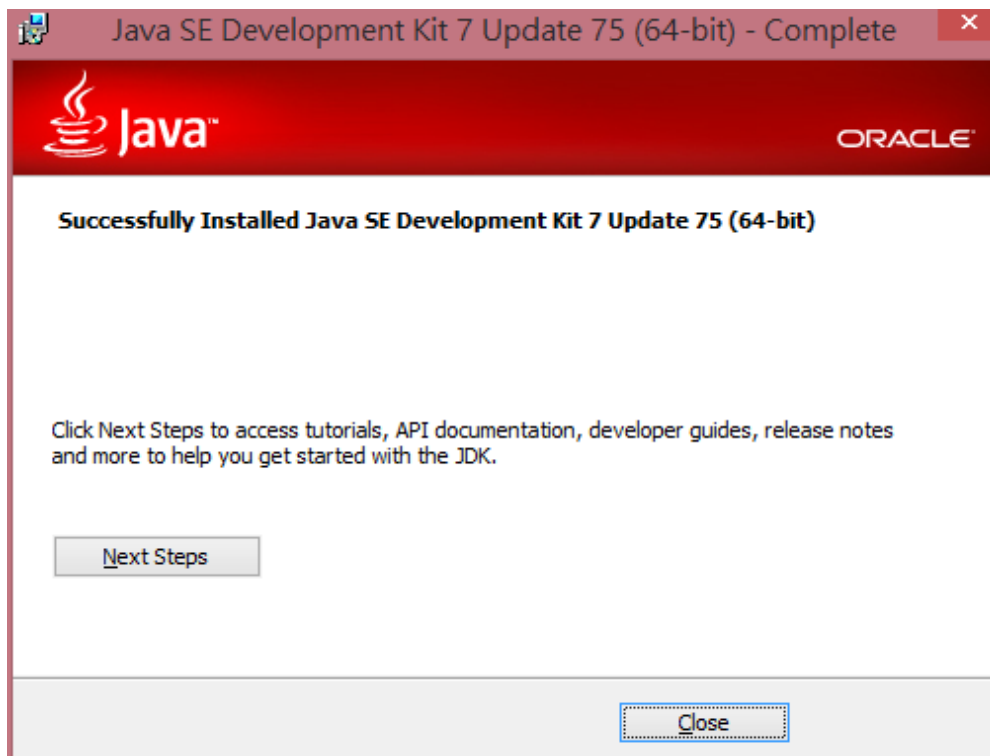 Java SE Development Kit 7 Update 75 (64-bit) - Complete
Java™
ORACLE®
Successfully Installed Java SE Development Kit 7 Update 75 (64-bit)
Click Next Steps to access tutorials, API documentation, developer guides, release notes
and more to help you get started with the JDK.
Next Steps
Close